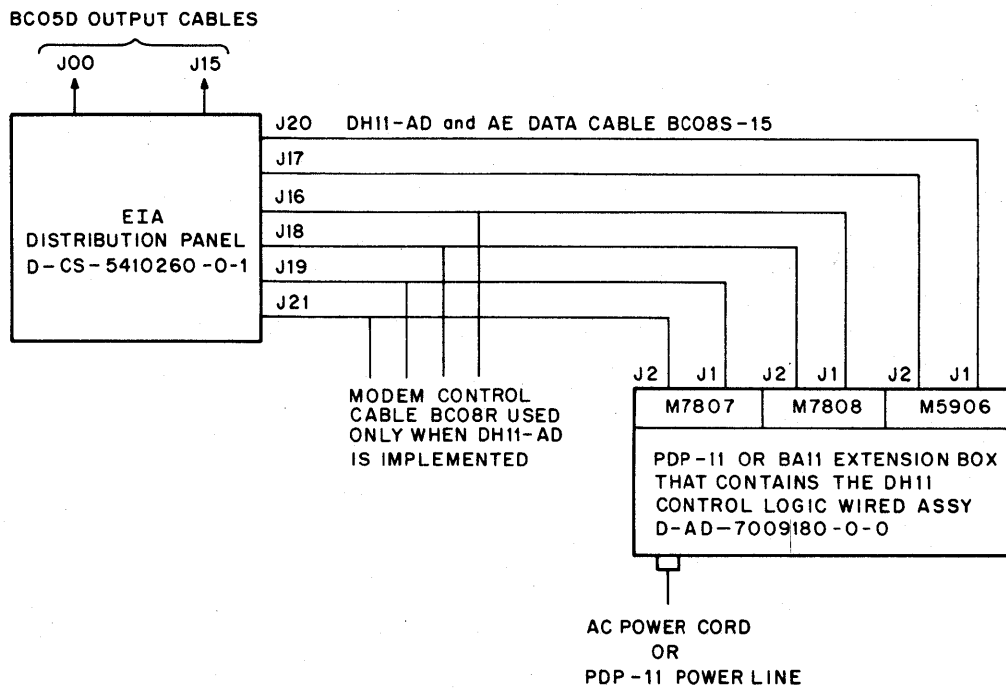 BC05D OUTPUT CABLES
J00 J15
J20 DH11-AD and AE DATA CABLE BC08S-15
J17
J16
J18
J19
J21
EIA
DISTRIBUTION PANEL
D-CS-5410260-0-1
MODEM CONTROL
CABLE BC08R USED
ONLY WHEN DH11-AD
IS IMPLEMENTED
J2 J1 J2 J1 J2 J1
M7807 M7808 M5906
PDP-11 OR BA11 EXTENSION BOX
THAT CONTAINS THE DH11
CONTROL LOGIC WIRED ASSY
D-AD-7009180-0-0
AC POWER CORD
OR
PDP-11 POWER LINE